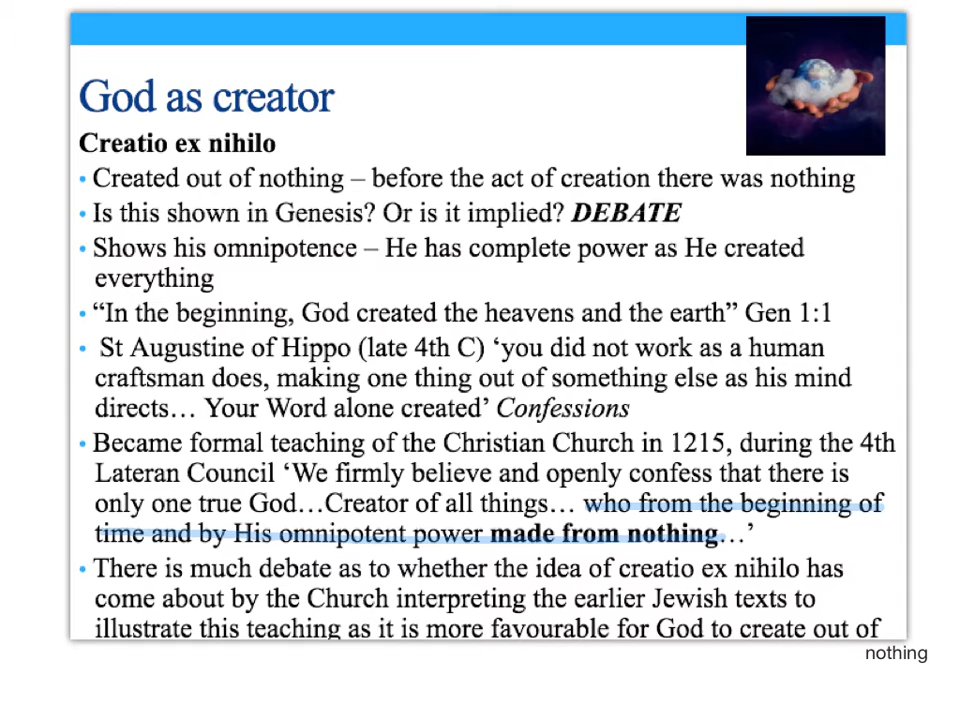 God as creator
Creatio ex nihilo
• Created out of nothing – before the act of creation there was nothing
• Is this shown in Genesis? Or is it implied? DEBATE
• Shows his omnipotence – He has complete power as He created
everything
• “In the beginning, God created the heavens and the earth” Gen 1:1
• St Augustine of Hippo (late 4th C) ‘you did not work as a human
craftsman does, making one thing out of something else as his mind
directs… Your Word alone created’ Confessions
• Became formal teaching of the Christian Church in 1215, during the 4th
Lateran Council ‘We firmly believe and openly confess that there is
only one true God…Creator of all things… who from the beginning of
time and by His omnipotent power made from nothing…’
• There is much debate as to whether the idea of creatio ex nihilo has
come about by the Church interpreting the earlier Jewish texts to
illustrate this teaching as it is more favourable for God to create out of
nothing